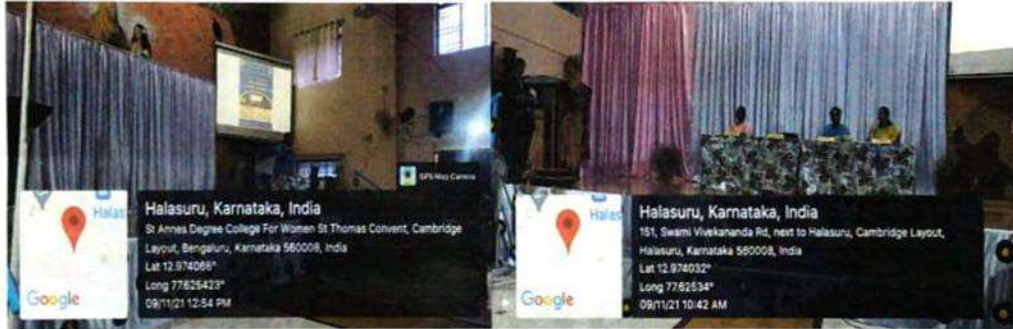 GPS Map Camera
Halas
Halasuru, Karnataka, India
St Annes Degree College For Women St Thomas Convent, Cambridge
Layout, Bengaluru, Karnataka 560008, India
Lat 12.974066°
Long 77.625423°
09/11/21 12:54 PM
Google
Halas
Halasuru, Karnataka, India
151, Swami Vivekananda Rd, next to Halasuru, Cambridge Layout,
Halasuru, Karnataka 560008, India
Lat 12.974032°
Long 77.62534°
09/11/21 10:42 AM
Google